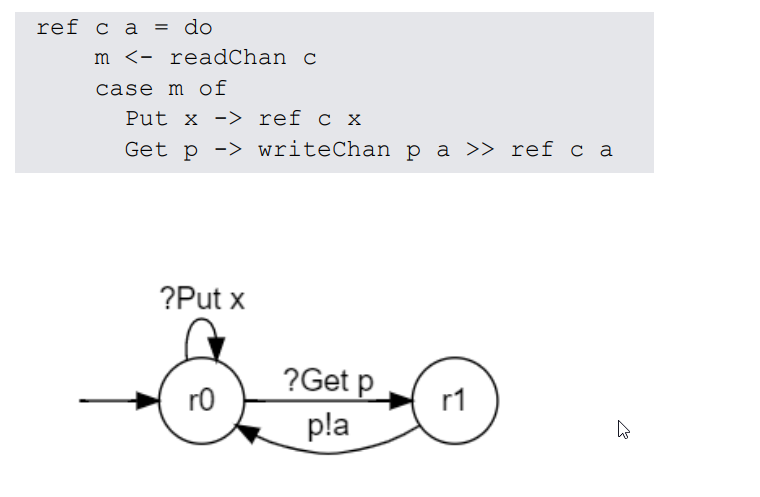 ref c a = do
m <- readChan c
case m of
Put x -> ref c x
Get p -> writeChan p a >> ref c a
?Put x
r0
?Get p
p!a
r1